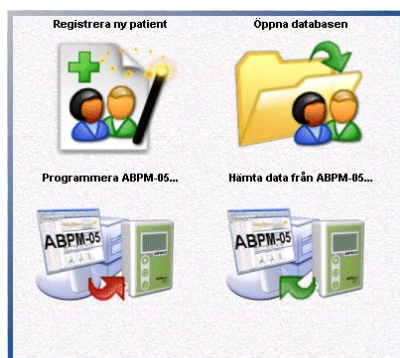 Registrera ny patient
Öppna databasen
Programmera ABPM-05...
Hämta data från ABPM-05...
ABPM-05
ABPM-05